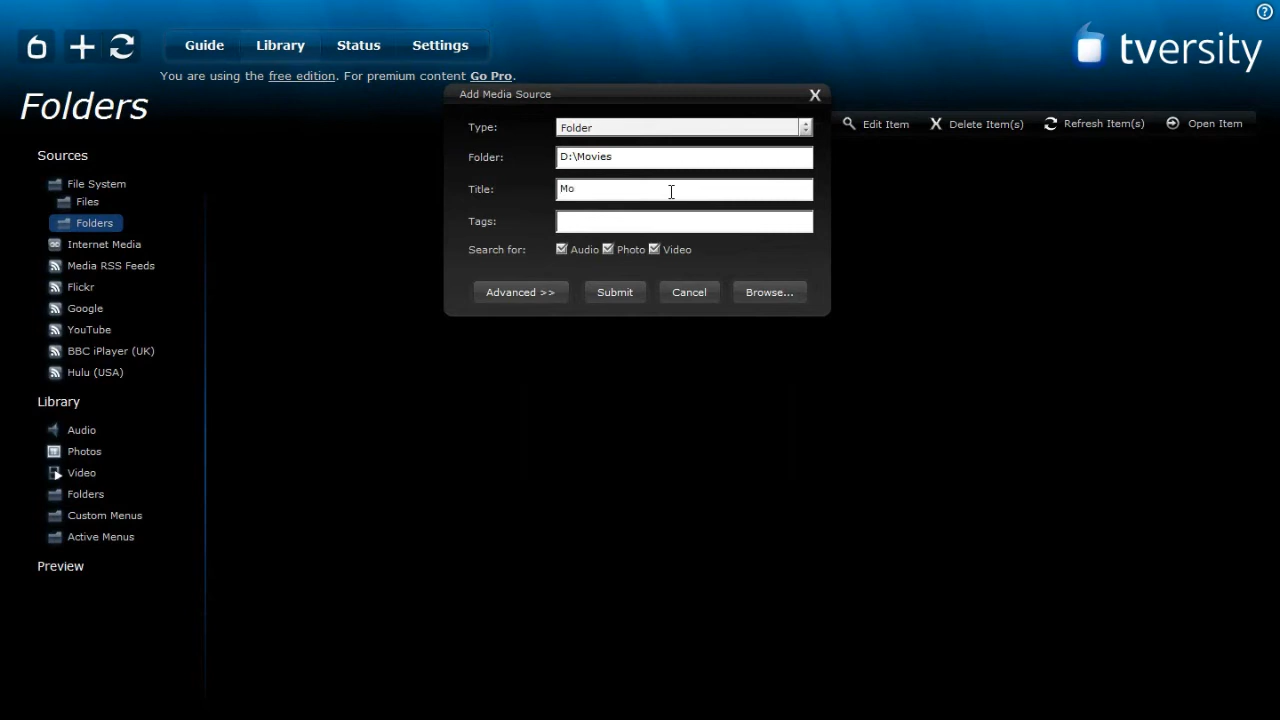 ?
Guide Library Status Settings
tversity
You are using the free edition. For premium content Go Pro.
Folders
Add Media Source X
Type: Folder
Folder: D:\Movies
Title: Mo
Tags:
Search for: Audio Photo Video
Advanced >> Submit Cancel Browse...
Edit Item X Delete Item(s) Refresh Item(s) Open Item
Sources
File System
Files
Folders
Internet Media
Media RSS Feeds
Flickr
Google
YouTube
BBC iPlayer (UK)
Hulu (USA)
Library
Audio
Photos
Video
Folders
Custom Menus
Active Menus
Preview